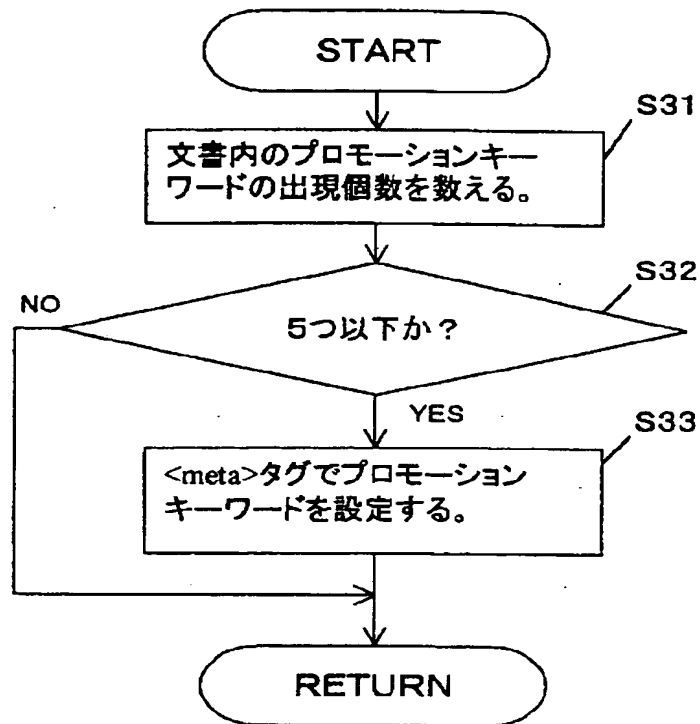 START
S31
文書内のプロモーションキー
ワードの出現個数を数える。
S32
NO
5つ以下か？
YES
S33
<meta>タグでプロモーション
キーワードを設定する。
RETURN